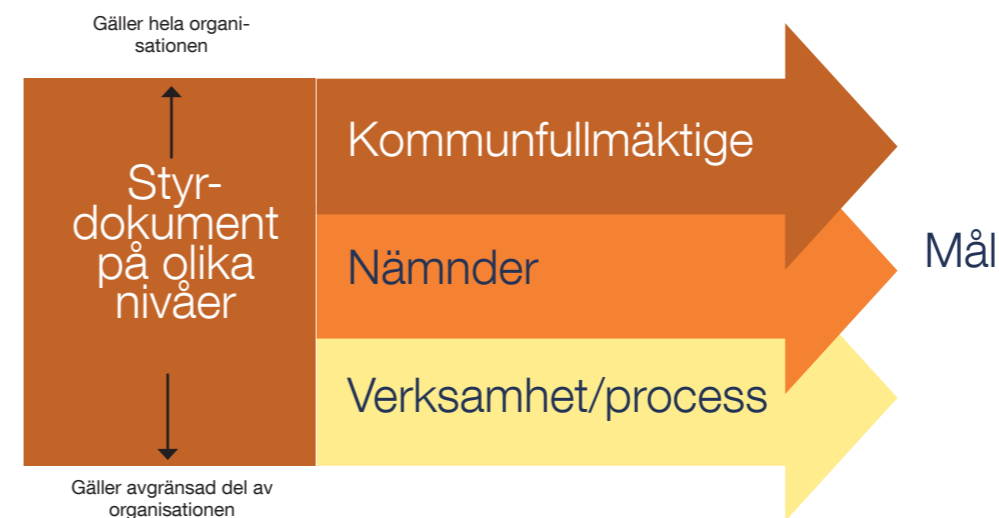 Gäller hela organi-
sationen
Styr-
dokument
på olika
nivåer
Gäller avgränsad del av
organisationen
Kommunfullmäktige
Nämnder
Verksamhet/process
Mål